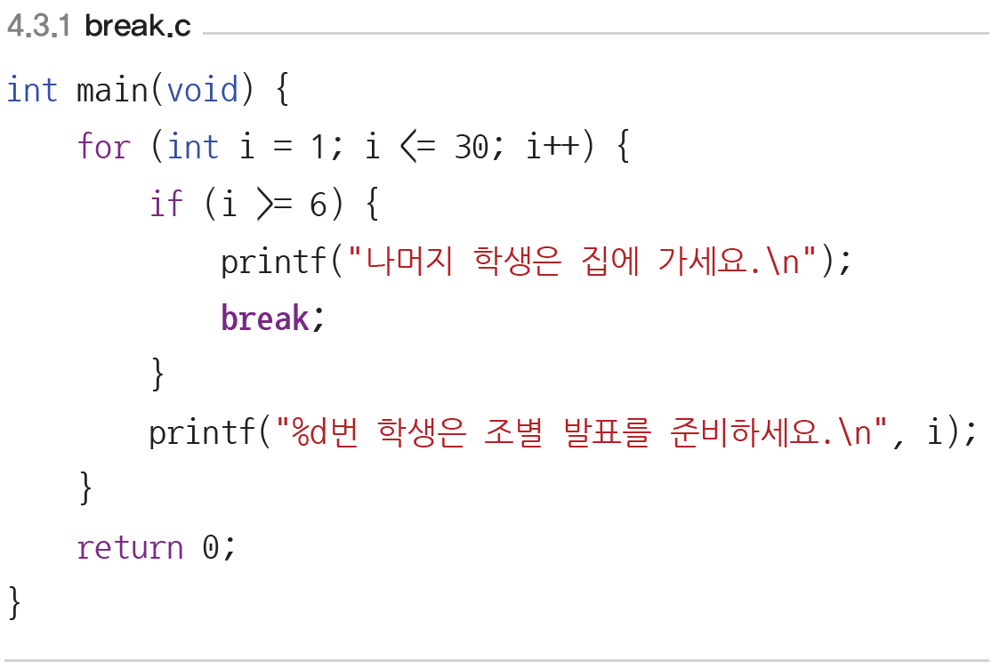 4.3.1 break.c
int main(void) {
    for (int i = 1; i <= 30; i++) {
        if (i >= 6) {
            printf("나머지 학생은 집에 가세요.\n");
            break;
        }
        printf("%d번 학생은 조별 발표를 준비하세요.\n", i);
    }
    return 0;
}